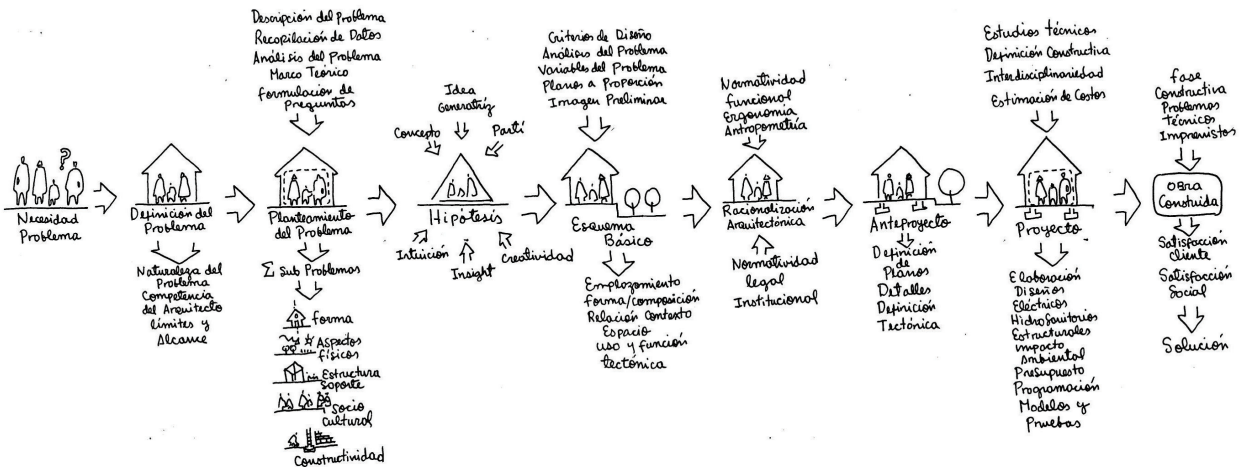 ?
Necesidad
Problema
Definición del
Problema
Naturaleza del
Problema
Competencia
del Arquitecto
límites y
Alcance
Descripción del Problema
Recopilación de Datos
Análisis del Problema
Marco Teórico
formulación de
Preguntas
Planteamiento
del Problema
Σ Sub Problemas
forma
Aspectos
físicos
Estructura
soporte
Socio
Cultural
Constructividad
Idea
Generatriz
Concepto
Partí
Hipótesis
Intuición
Insight
Creatividad
Criterios de Diseño
Análisis del Problema
Variables del Problema
Planos a Proporción
Imagen Preliminar
Esquema
Básico
Emplazamiento
forma/composición
Relación Contexto
Espacio
uso y función
tectónica
Normatividad
funcional
Ergonomía
Antropometría
Racionalización
Arquitectónica
Normatividad
legal
Institucional
Anteproyecto
Definición
de
Planos
Detalles
Definición
Tectónica
Estudios técnicos
Definición Constructiva
Interdisciplinariedad
Estimación de Costos
Proyecto
Elaboración
Diseños
Eléctricos
HidroSanitorios
Estructurales
impacto
Ambiental
Presupuesto
Programación
Modelos y
Pruebas
fase
Constructiva
Problemas
Técnicos
Imprevistos
Obra
Construida
Satisfacción
cliente
Satisfacción
Social
Solución